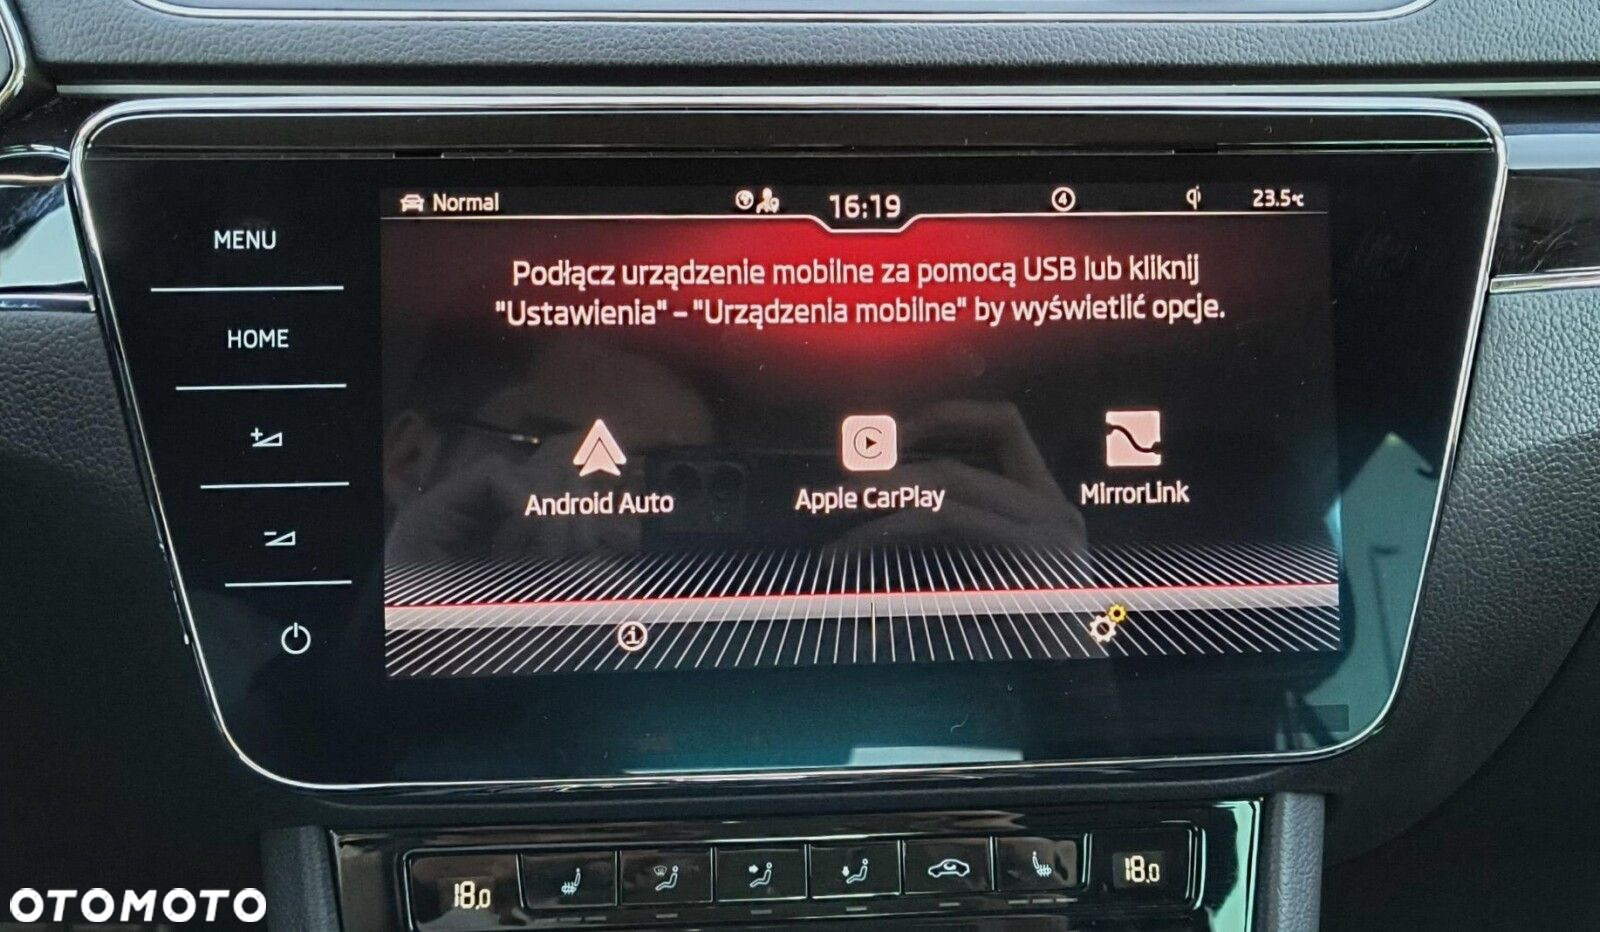 Normal
16:19
4
23.5°C
MENU
HOME
Podłącz urządzenie mobilne za pomocą USB lub kliknij
"Ustawienia" – "Urządzenia mobilne" by wyświetlić opcje.
Android Auto
Apple CarPlay
MirrorLink
18.0
18.0
OTOMOTO